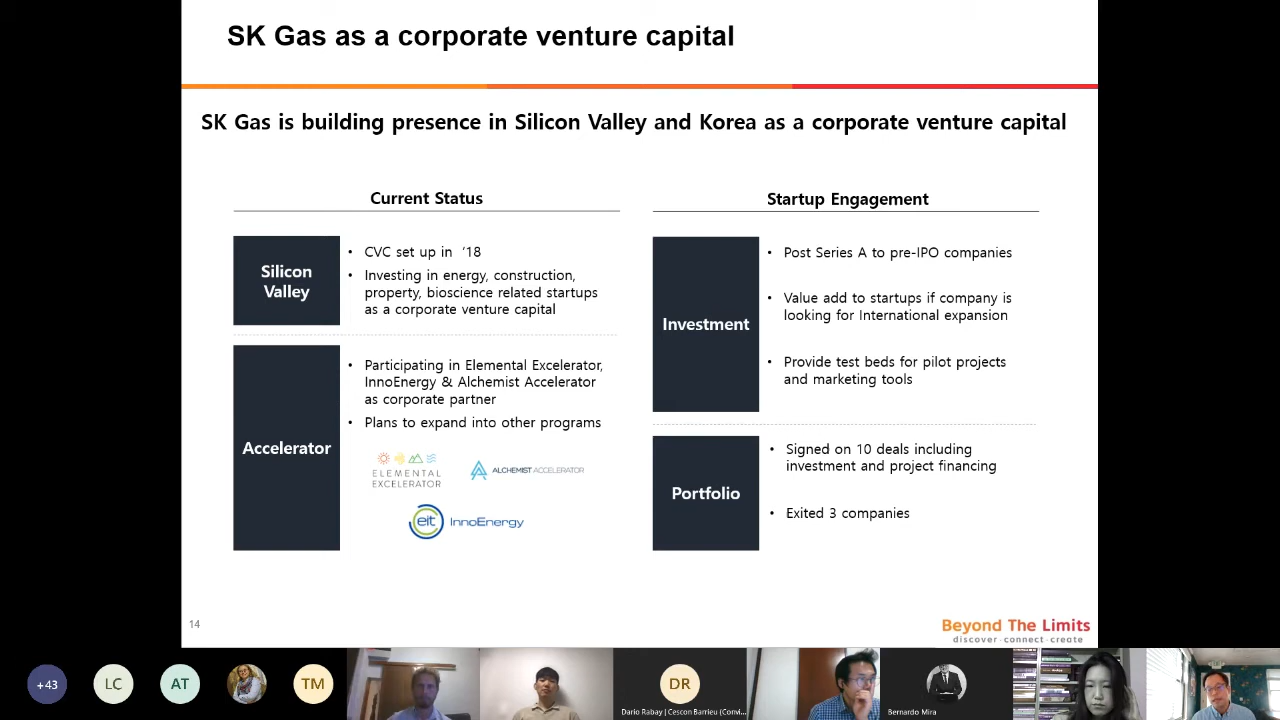 SK Gas as a corporate venture capital
SK Gas is building presence in Silicon Valley and Korea as a corporate venture capital
Current Status
Silicon
Valley
• CVC set up in ‘18
• Investing in energy, construction,
property, bioscience related startups
as a corporate venture capital
Accelerator
• Participating in Elemental Excelerator,
InnoEnergy & Alchemist Accelerator
as corporate partner
• Plans to expand into other programs
ELEMENTAL
EXCELERATOR
ALCHEMIST ACCELERATOR
eit InnoEnergy
Startup Engagement
Investment
• Post Series A to pre-IPO companies
• Value add to startups if company is
looking for International expansion
• Provide test beds for pilot projects
and marketing tools
Portfolio
• Signed on 10 deals including
investment and project financing
• Exited 3 companies
14
Beyond The Limits
discover·connect·create
+43
LC
AT
TM
DR
Dario Rabay | Cescon Barrieu (Convi...
Bernardo Mira